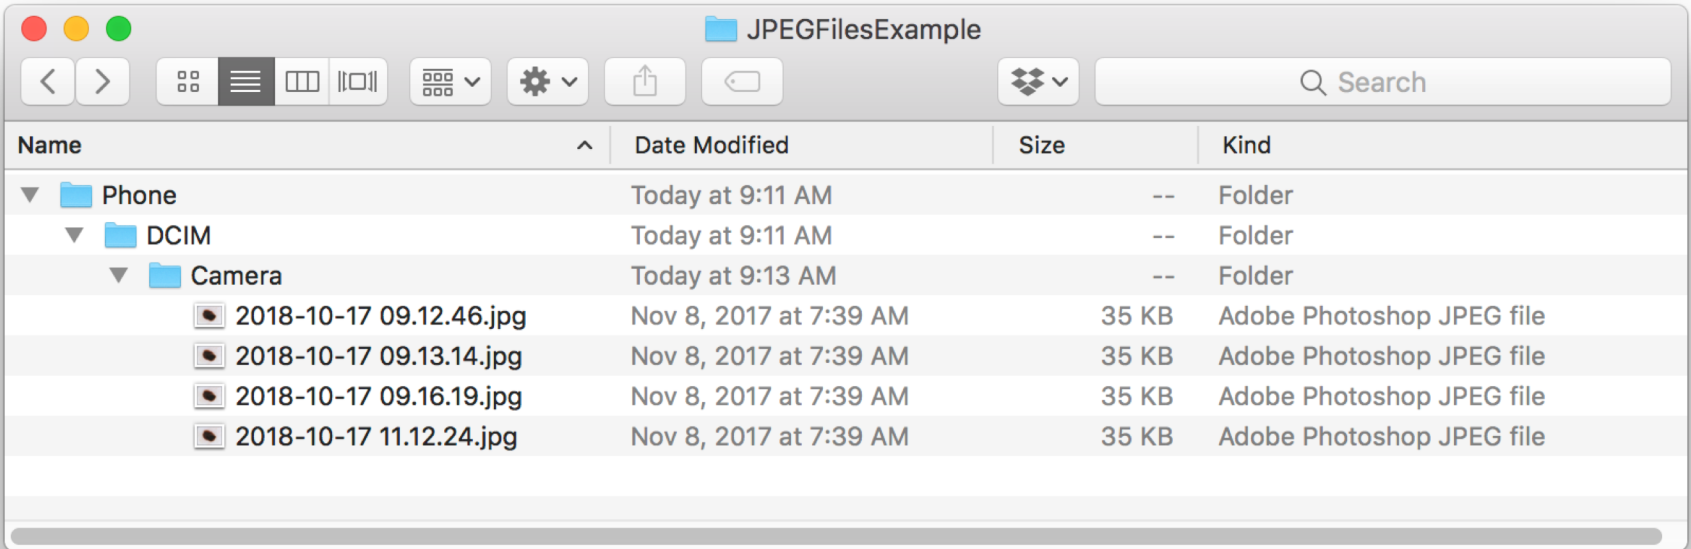 JPEGFilesExample
Search
Name Date Modified Size Kind
Phone Today at 9:11 AM -- Folder
DCIM Today at 9:11 AM -- Folder
Camera Today at 9:13 AM -- Folder
2018-10-17 09.12.46.jpg Nov 8, 2017 at 7:39 AM 35 KB Adobe Photoshop JPEG file
2018-10-17 09.13.14.jpg Nov 8, 2017 at 7:39 AM 35 KB Adobe Photoshop JPEG file
2018-10-17 09.16.19.jpg Nov 8, 2017 at 7:39 AM 35 KB Adobe Photoshop JPEG file
2018-10-17 11.12.24.jpg Nov 8, 2017 at 7:39 AM 35 KB Adobe Photoshop JPEG file